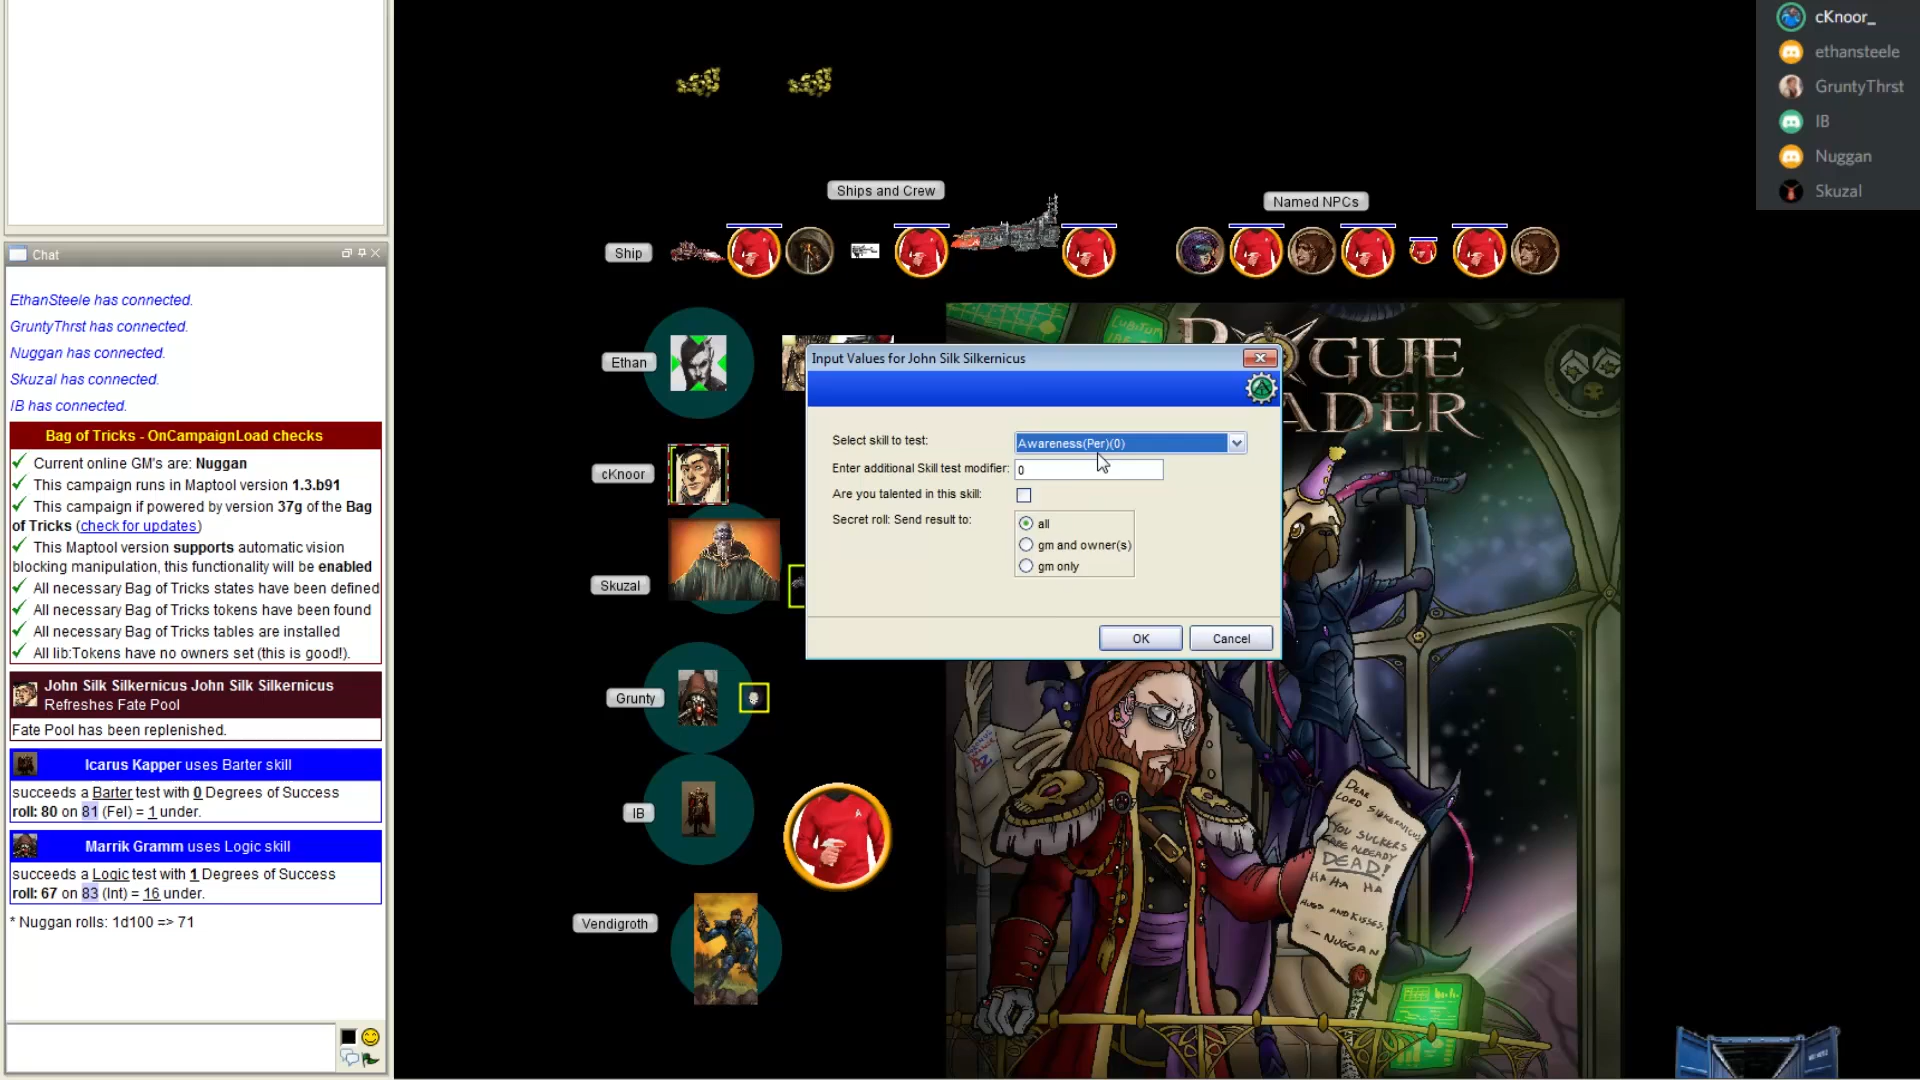 cKnoor_
ethansteele
GruntyThrst
IB
Nuggan
Skuzal
Chat
EthanSteele has connected.
GruntyThrst has connected.
Nuggan has connected.
Skuzal has connected.
IB has connected.
Bag of Tricks - OnCampaignLoad checks
Current online GM's are: Nuggan
This campaign runs in Maptool version 1.3.b91
This campaign if powered by version 37g of the Bag
of Tricks (check for updates)
This Maptool version supports automatic vision
blocking manipulation, this functionality will be enabled
All necessary Bag of Tricks states have been defined
All necessary Bag of Tricks tokens have been found
All necessary Bag of Tricks tables are installed
All lib:Tokens have no owners set (this is good!).
John Silk Silkernicus John Silk Silkernicus
Refreshes Fate Pool
Fate Pool has been replenished.
Icarus Kapper uses Barter skill
succeeds a Barter test with 0 Degrees of Success
roll: 80 on 81 (Fel) = 1 under.
Marrik Gramm uses Logic skill
succeeds a Logic test with 1 Degrees of Success
roll: 67 on 83 (Int) = 16 under.
* Nuggan rolls: 1d100 => 71
Ships and Crew
Named NPCs
Ship
Ethan
cKnoor
Skuzal
Grunty
IB
Vendigroth
Input Values for John Silk Silkernicus
Select skill to test:
Awareness(Per)(0)
Enter additional Skill test modifier:
0
Are you talented in this skill:
Secret roll: Send result to:
all
gm and owner(s)
gm only
OK
Cancel
GUE
ADER
DEAR
LORD SILKERNICUS
YOU SUCKERS
ARE ALREADY
DEAD!
HA HA HA
HUGS AND KISSES,
- NUGGAN